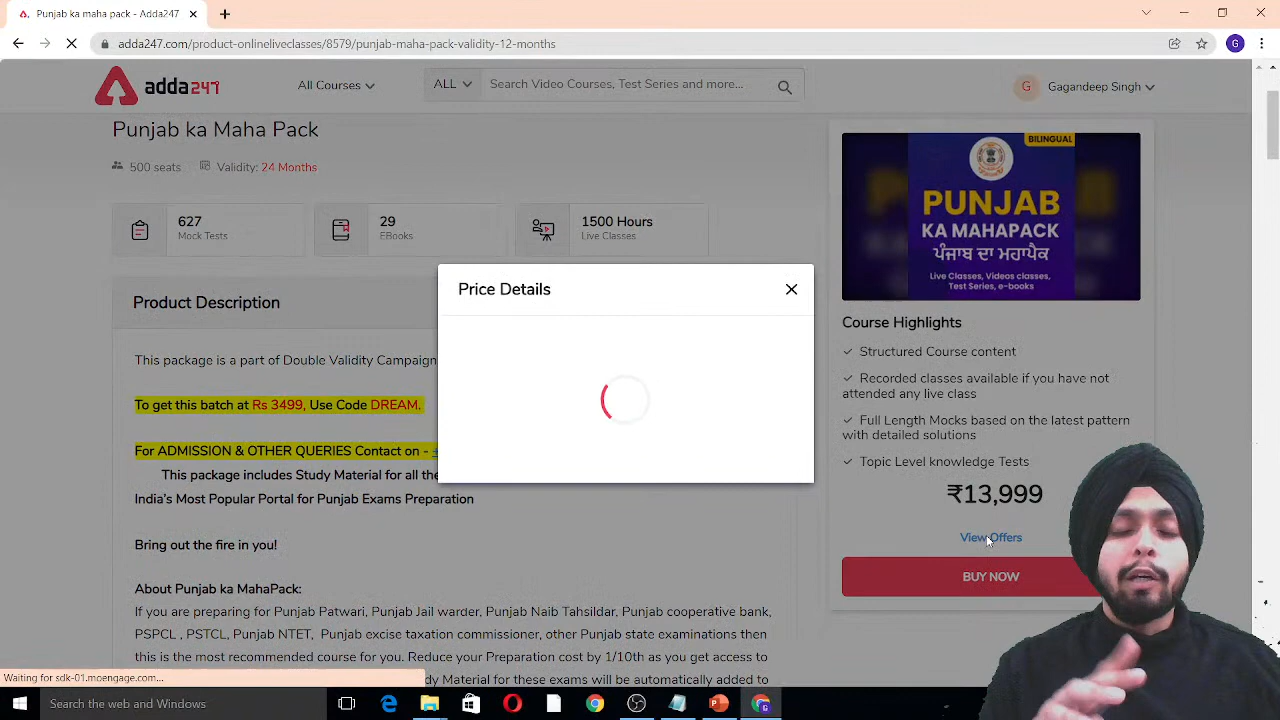 Punjab ka Maha Pack
adda247.com/product-onlineliveclasses/8579/punjab-maha-pack-validity-12-months
G
adda247
All Courses
ALL
Search Video Courses, Test Series and more...
G
Gagandeep Singh
Punjab ka Maha Pack
500 seats
Validity: 24 Months
627
Mock Tests
29
EBooks
1500 Hours
Live Classes
Product Description
This package is a part of Double Validity Campaign
To get this batch at Rs 3499, Use Code DREAM.
For ADMISSION & OTHER QUERIES Contact on -
This package includes Study Material for all the
India's Most Popular Portal for Punjab Exams Preparation
Bring out the fire in you!
About Punjab ka MahaPack:
If you are preparing for Punjab Patwari, Punjab Jail warder, Punjab Naib Tahsildar, Punjab cooperative bank,
PSPCL , PSTCL, Punjab NTET, Punjab excise taxation commissioner, other Punjab state examinations then
this is the most recommended course for you. Reduce your Preparation cost by 1/10th as you get access to
dy Material for these exams will be automatically added to
Price Details
BILINGUAL
PUNJAB
KA MAHAPACK
ਪੰਜਾਬ ਦਾ ਮਹਾਪੈਕ
Live Classes, Videos classes,
Test Series, e-books
Course Highlights
Structured Course content
Recorded classes available if you have not
attended any live class
Full Length Mocks based on the latest pattern
with detailed solutions
Topic Level knowledge Tests
₹13,999
View Offers
BUY NOW
Waiting for sdk-01.moengage.com...
Search the web and Windows